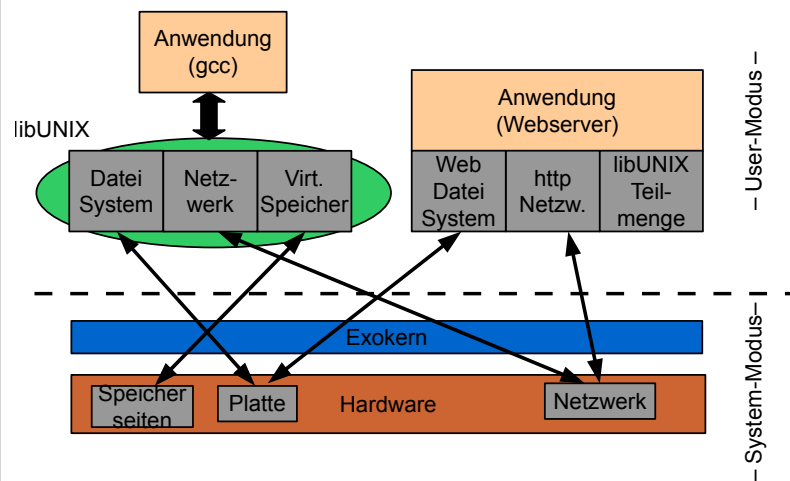 Anwendung
(gcc)
libUNIX
Datei
System
Netz-
werk
Virt.
Speicher
Anwendung
(Webserver)
Web
Datei
System
http
Netzw.
libUNIX
Teil-
menge
– User-Modus –
Exokern
Speicher
seiten
Platte
Hardware
Netzwerk
– System-Modus–